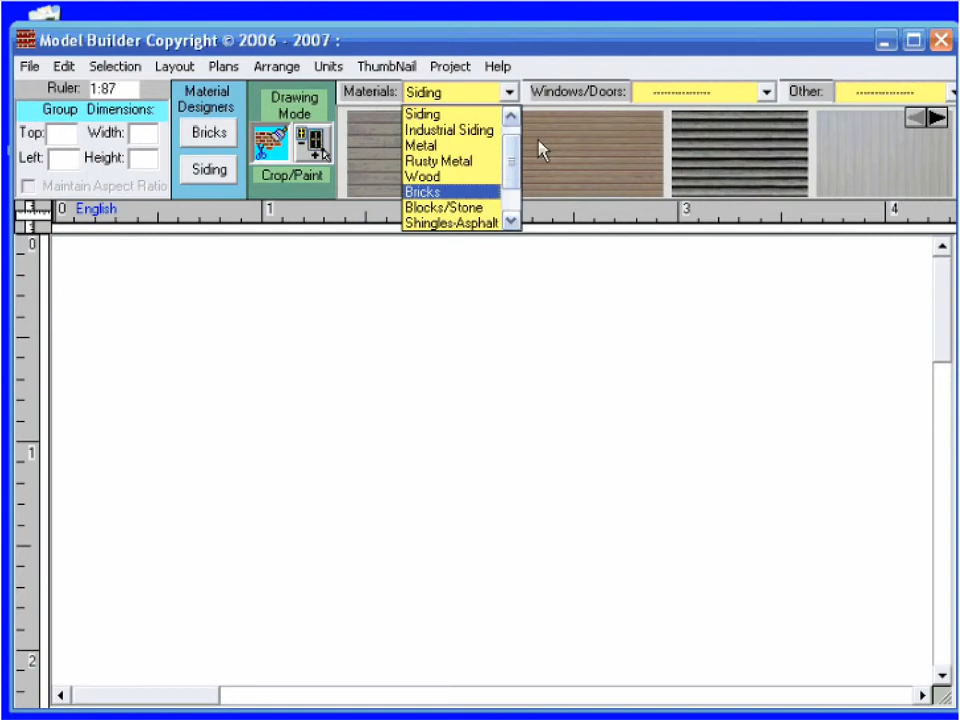 Model Builder Copyright © 2006 - 2007 :
File Edit Selection Layout Plans Arrange Units ThumbNail Project Help
Ruler: 1:87
Group Dimensions:
Top: Width:
Left: Height:
Maintain Aspect Ratio
Material
Designers
Bricks
Siding
Drawing
Mode
Crop/Paint
Materials: Siding
Windows/Doors: ---------------
Other: ---------------
Siding
Industrial Siding
Metal
Rusty Metal
Wood
Bricks
Blocks/Stone
Shingles-Asphalt
0 English 1 3 4
0
1
2